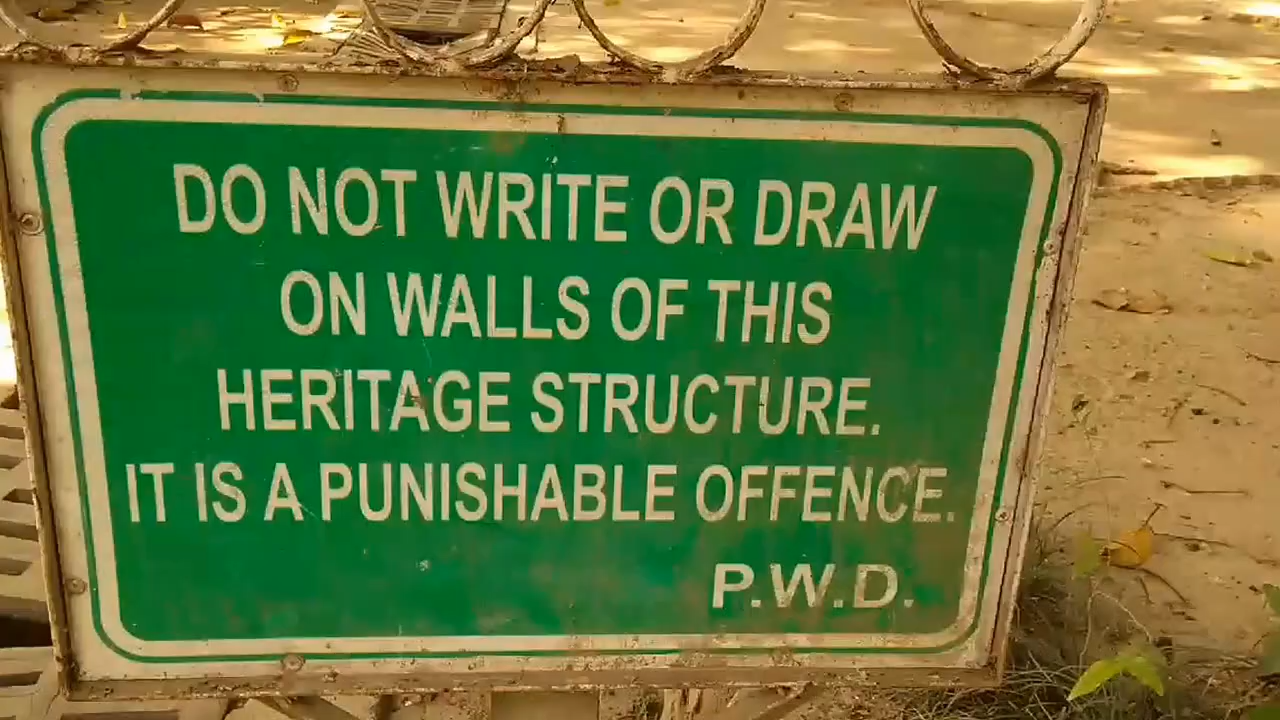 DO NOT WRITE OR DRAW
ON WALLS OF THIS
HERITAGE STRUCTURE.
IT IS A PUNISHABLE OFFENCE.
P.W.D.